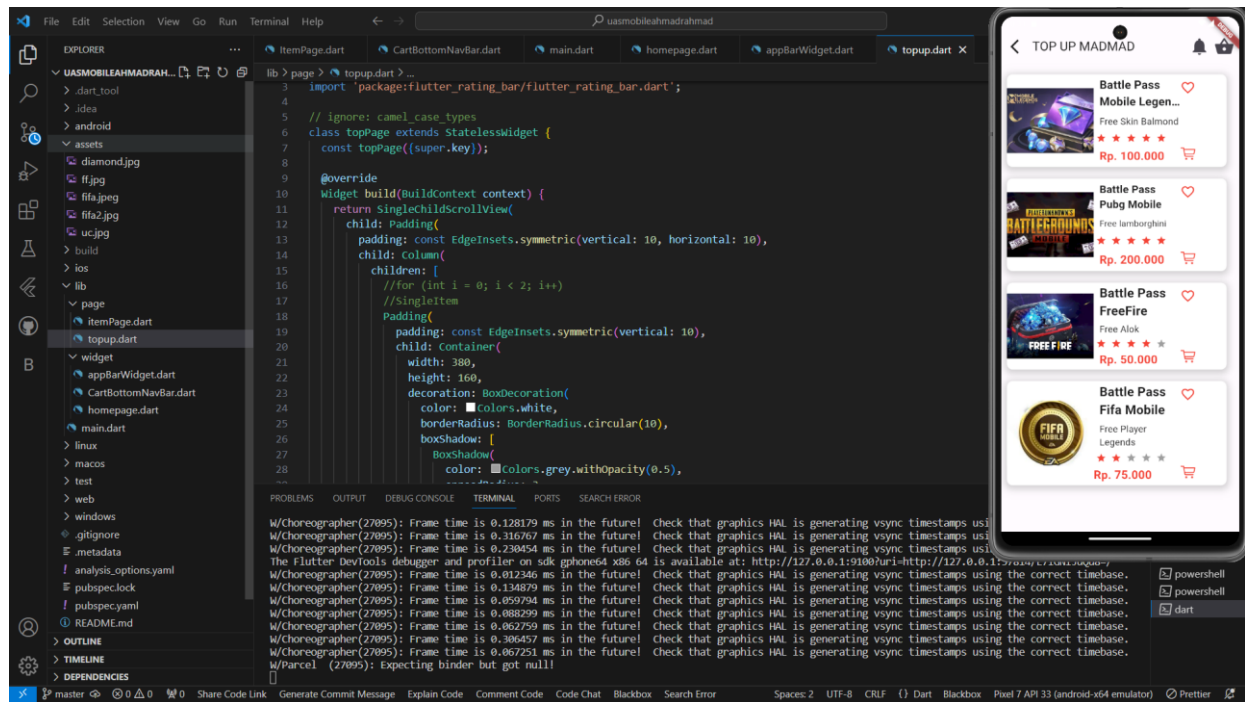 File Edit Selection View Go Run Terminal Help
uasmobileahmadrahmad
EXPLORER
UASMOBILEAHMADRAH...
.dart_tool
.idea
android
assets
diamond.jpg
ff.jpg
fifa.jpeg
fifa2.jpg
uc.jpg
build
ios
lib
page
itemPage.dart
topup.dart
widget
appBarWidget.dart
CartBottomNavBar.dart
homepage.dart
main.dart
linux
macos
test
web
windows
.gitignore
.metadata
analysis_options.yaml
pubspec.lock
pubspec.yaml
README.md
OUTLINE
TIMELINE
DEPENDENCIES
ItemPage.dart CartBottomNavBar.dart main.dart homepage.dart appBarWidget.dart topup.dart
lib > page > topup.dart > ...
3 import 'package:flutter_rating_bar/flutter_rating_bar.dart';
4
5 // ignore: camel_case_types
6 class topPage extends StatelessWidget {
7 const topPage({super.key});
8
9 @override
10 Widget build(BuildContext context) {
11 return SingleChildScrollView(
12 child: Padding(
13 padding: const EdgeInsets.symmetric(vertical: 10, horizontal: 10),
14 child: Column(
15 children: [
16 //for (int i = 0; i < 2; i++)
17 //SingleItem
18 Padding(
19 padding: const EdgeInsets.symmetric(vertical: 10),
20 child: Container(
21 width: 380,
22 height: 160,
23 decoration: BoxDecoration(
24 color: Colors.white,
25 borderRadius: BorderRadius.circular(10),
26 boxShadow: [
27 BoxShadow(
28 color: Colors.grey.withOpacity(0.5),
PROBLEMS OUTPUT DEBUG CONSOLE TERMINAL PORTS SEARCH ERROR
W/Choreographer(27095): Frame time is 0.128179 ms in the future! Check that graphics HAL is generating vsync timestamps usi
W/Choreographer(27095): Frame time is 0.316767 ms in the future! Check that graphics HAL is generating vsync timestamps usi
W/Choreographer(27095): Frame time is 0.230454 ms in the future! Check that graphics HAL is generating vsync timestamps usi
The Flutter DevTools debugger and profiler on sdk gphone64 x86 64 is available at: http://127.0.0.1:9100?uri=http://127.0.0.1:
W/Choreographer(27095): Frame time is 0.012346 ms in the future! Check that graphics HAL is generating vsync timestamps using the correct timebase.
W/Choreographer(27095): Frame time is 0.134879 ms in the future! Check that graphics HAL is generating vsync timestamps using the correct timebase.
W/Choreographer(27095): Frame time is 0.059794 ms in the future! Check that graphics HAL is generating vsync timestamps using the correct timebase.
W/Choreographer(27095): Frame time is 0.088299 ms in the future! Check that graphics HAL is generating vsync timestamps using the correct timebase.
W/Choreographer(27095): Frame time is 0.062759 ms in the future! Check that graphics HAL is generating vsync timestamps using the correct timebase.
W/Choreographer(27095): Frame time is 0.306457 ms in the future! Check that graphics HAL is generating vsync timestamps using the correct timebase.
W/Choreographer(27095): Frame time is 0.067251 ms in the future! Check that graphics HAL is generating vsync timestamps using the correct timebase.
W/Parcel (27095): Expecting binder but got null!
powershell
powershell
dart
TOP UP MADMAD
DEBUG
Battle Pass
Mobile Legen...
Free Skin Balmond
Rp. 100.000
Battle Pass
Pubg Mobile
Free lamborghini
Rp. 200.000
BATTLEGROUNDS
MOBILE
Battle Pass
FreeFire
Free Alok
Rp. 50.000
FREE FIRE
Battle Pass
Fifa Mobile
Free Player
Legends
Rp. 75.000
FIFA
MOBILE
EA
master 0 0 0 Share Code Link Generate Commit Message Explain Code Comment Code Code Chat Blackbox Search Error Spaces: 2 UTF-8 CRLF {} Dart Blackbox Pixel 7 API 33 (android-x64 emulator) Prettier